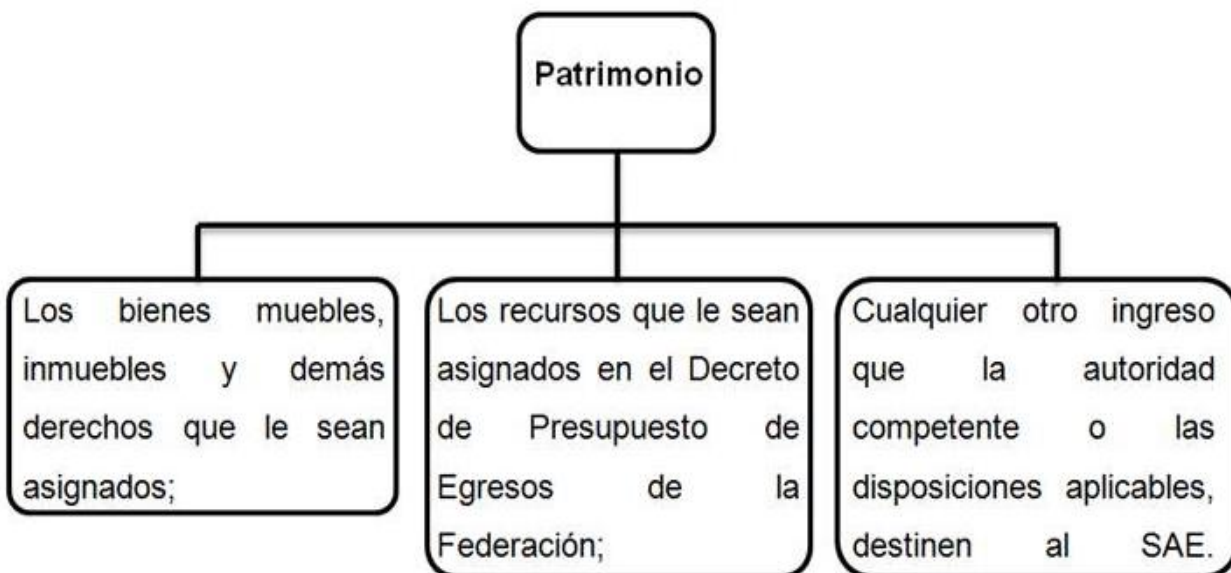 Patrimonio
Los bienes muebles,
inmuebles y demás
derechos que le sean
asignados;
Los recursos que le sean
asignados en el Decreto
de Presupuesto de
Egresos de la
Federación;
Cualquier otro ingreso
que la autoridad
competente o las
disposiciones aplicables,
destinen al SAE.